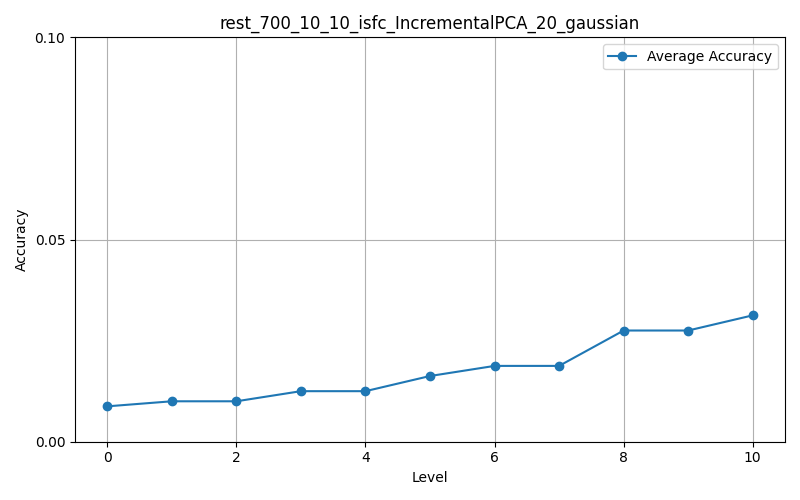 rest_700_10_10_isfc_IncrementalPCA_20_gaussian
Average Accuracy
Accuracy
0.10
0.05
0.00
0 2 4 6 8 10
Level